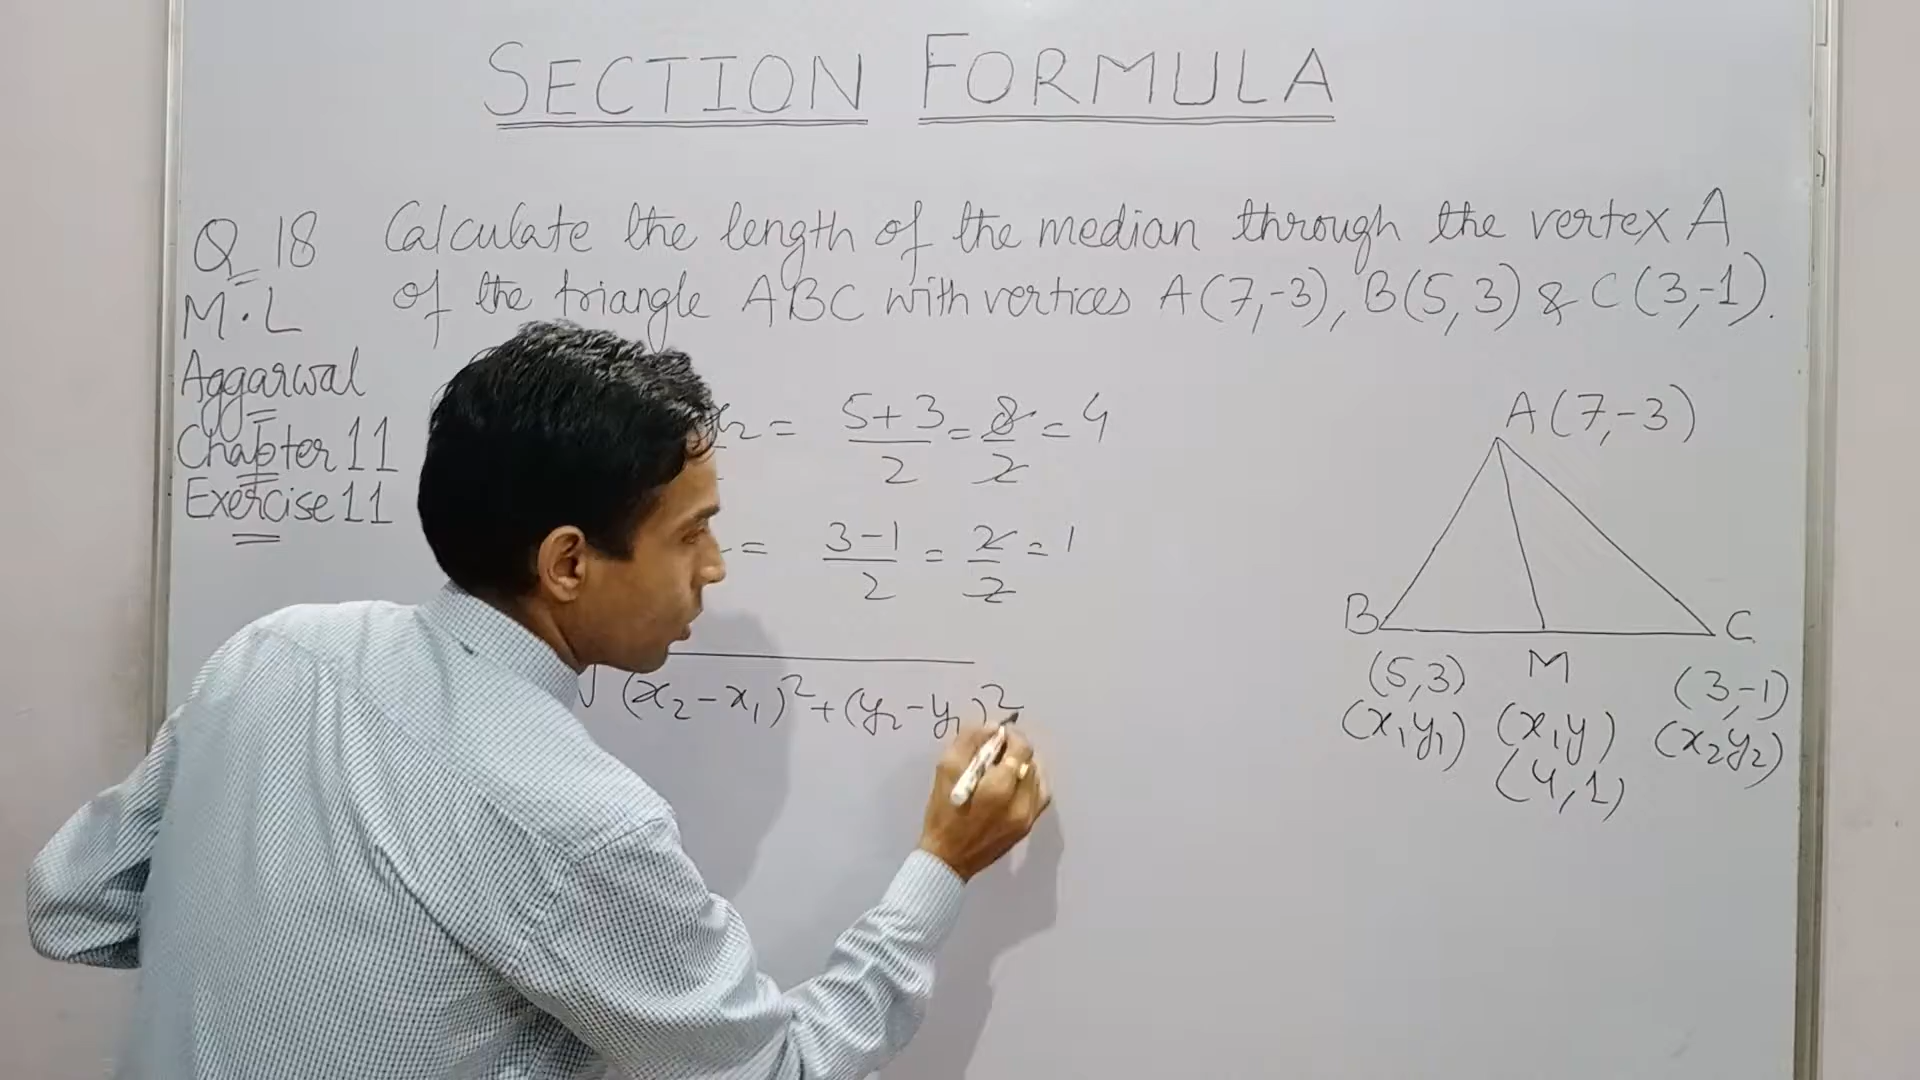 SECTION FORMULA
Q 18 Calculate the length of the median through the vertex A
of the triangle ABC with vertices A(7,-3), B(5,3) & C(3,-1).
M.L
Aggarwal
Chapter 11
Exercise 11
x2 = 5+3/2 = 8/2 = 4
= 3-1/2 = 2/2 = 1
√(x2-x1)²+(y2-y1)²
A(7,-3)
B C
M
(5,3) (3,-1)
(x1y1) (x,y) (x2y2)
(4,1)